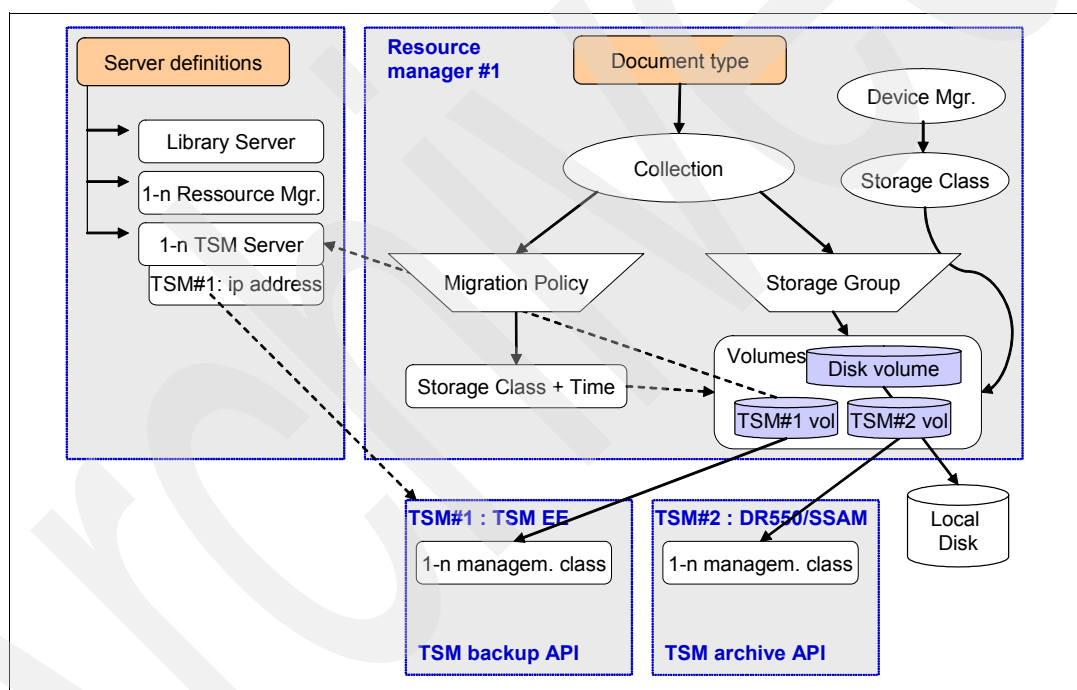 Server definitions
Library Server
1-n Ressource Mgr.
1-n TSM Server
TSM#1: ip address
Resource
manager #1
Document type
Device Mgr.
Collection
Storage Class
Migration Policy
Storage Group
Volumes
Disk volume
Storage Class + Time
TSM#1 vol
TSM#2 vol
TSM#1 : TSM EE
1-n managem. class
TSM backup API
TSM#2 : DR550/SSAM
1-n managem. class
TSM archive API
Local
Disk